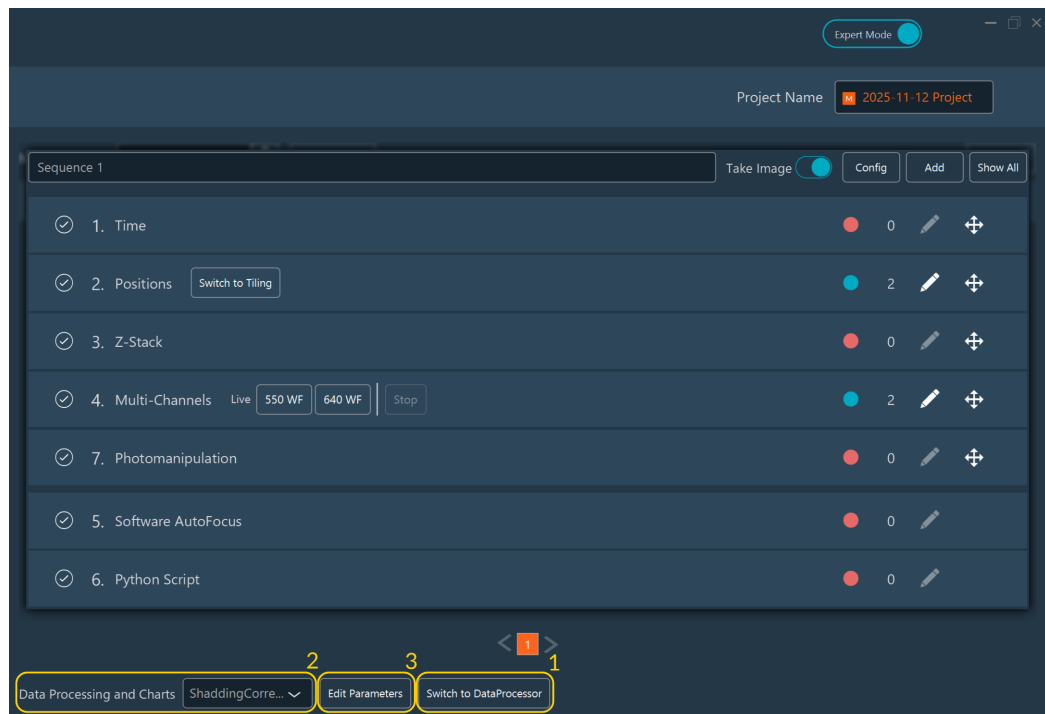 Expert Mode
Project Name M 2025-11-12 Project
Sequence 1 Take Image Config Add Show All
1. Time 0
2. Positions Switch to Tiling 2
3. Z-Stack 0
4. Multi-Channels Live 550 WF 640 WF Stop 2
7. Photomanipulation 0
5. Software AutoFocus 0
6. Python Script 0
< 1 >
2 3 1
Data Processing and Charts ShaddingCorre... Edit Parameters Switch to DataProcessor